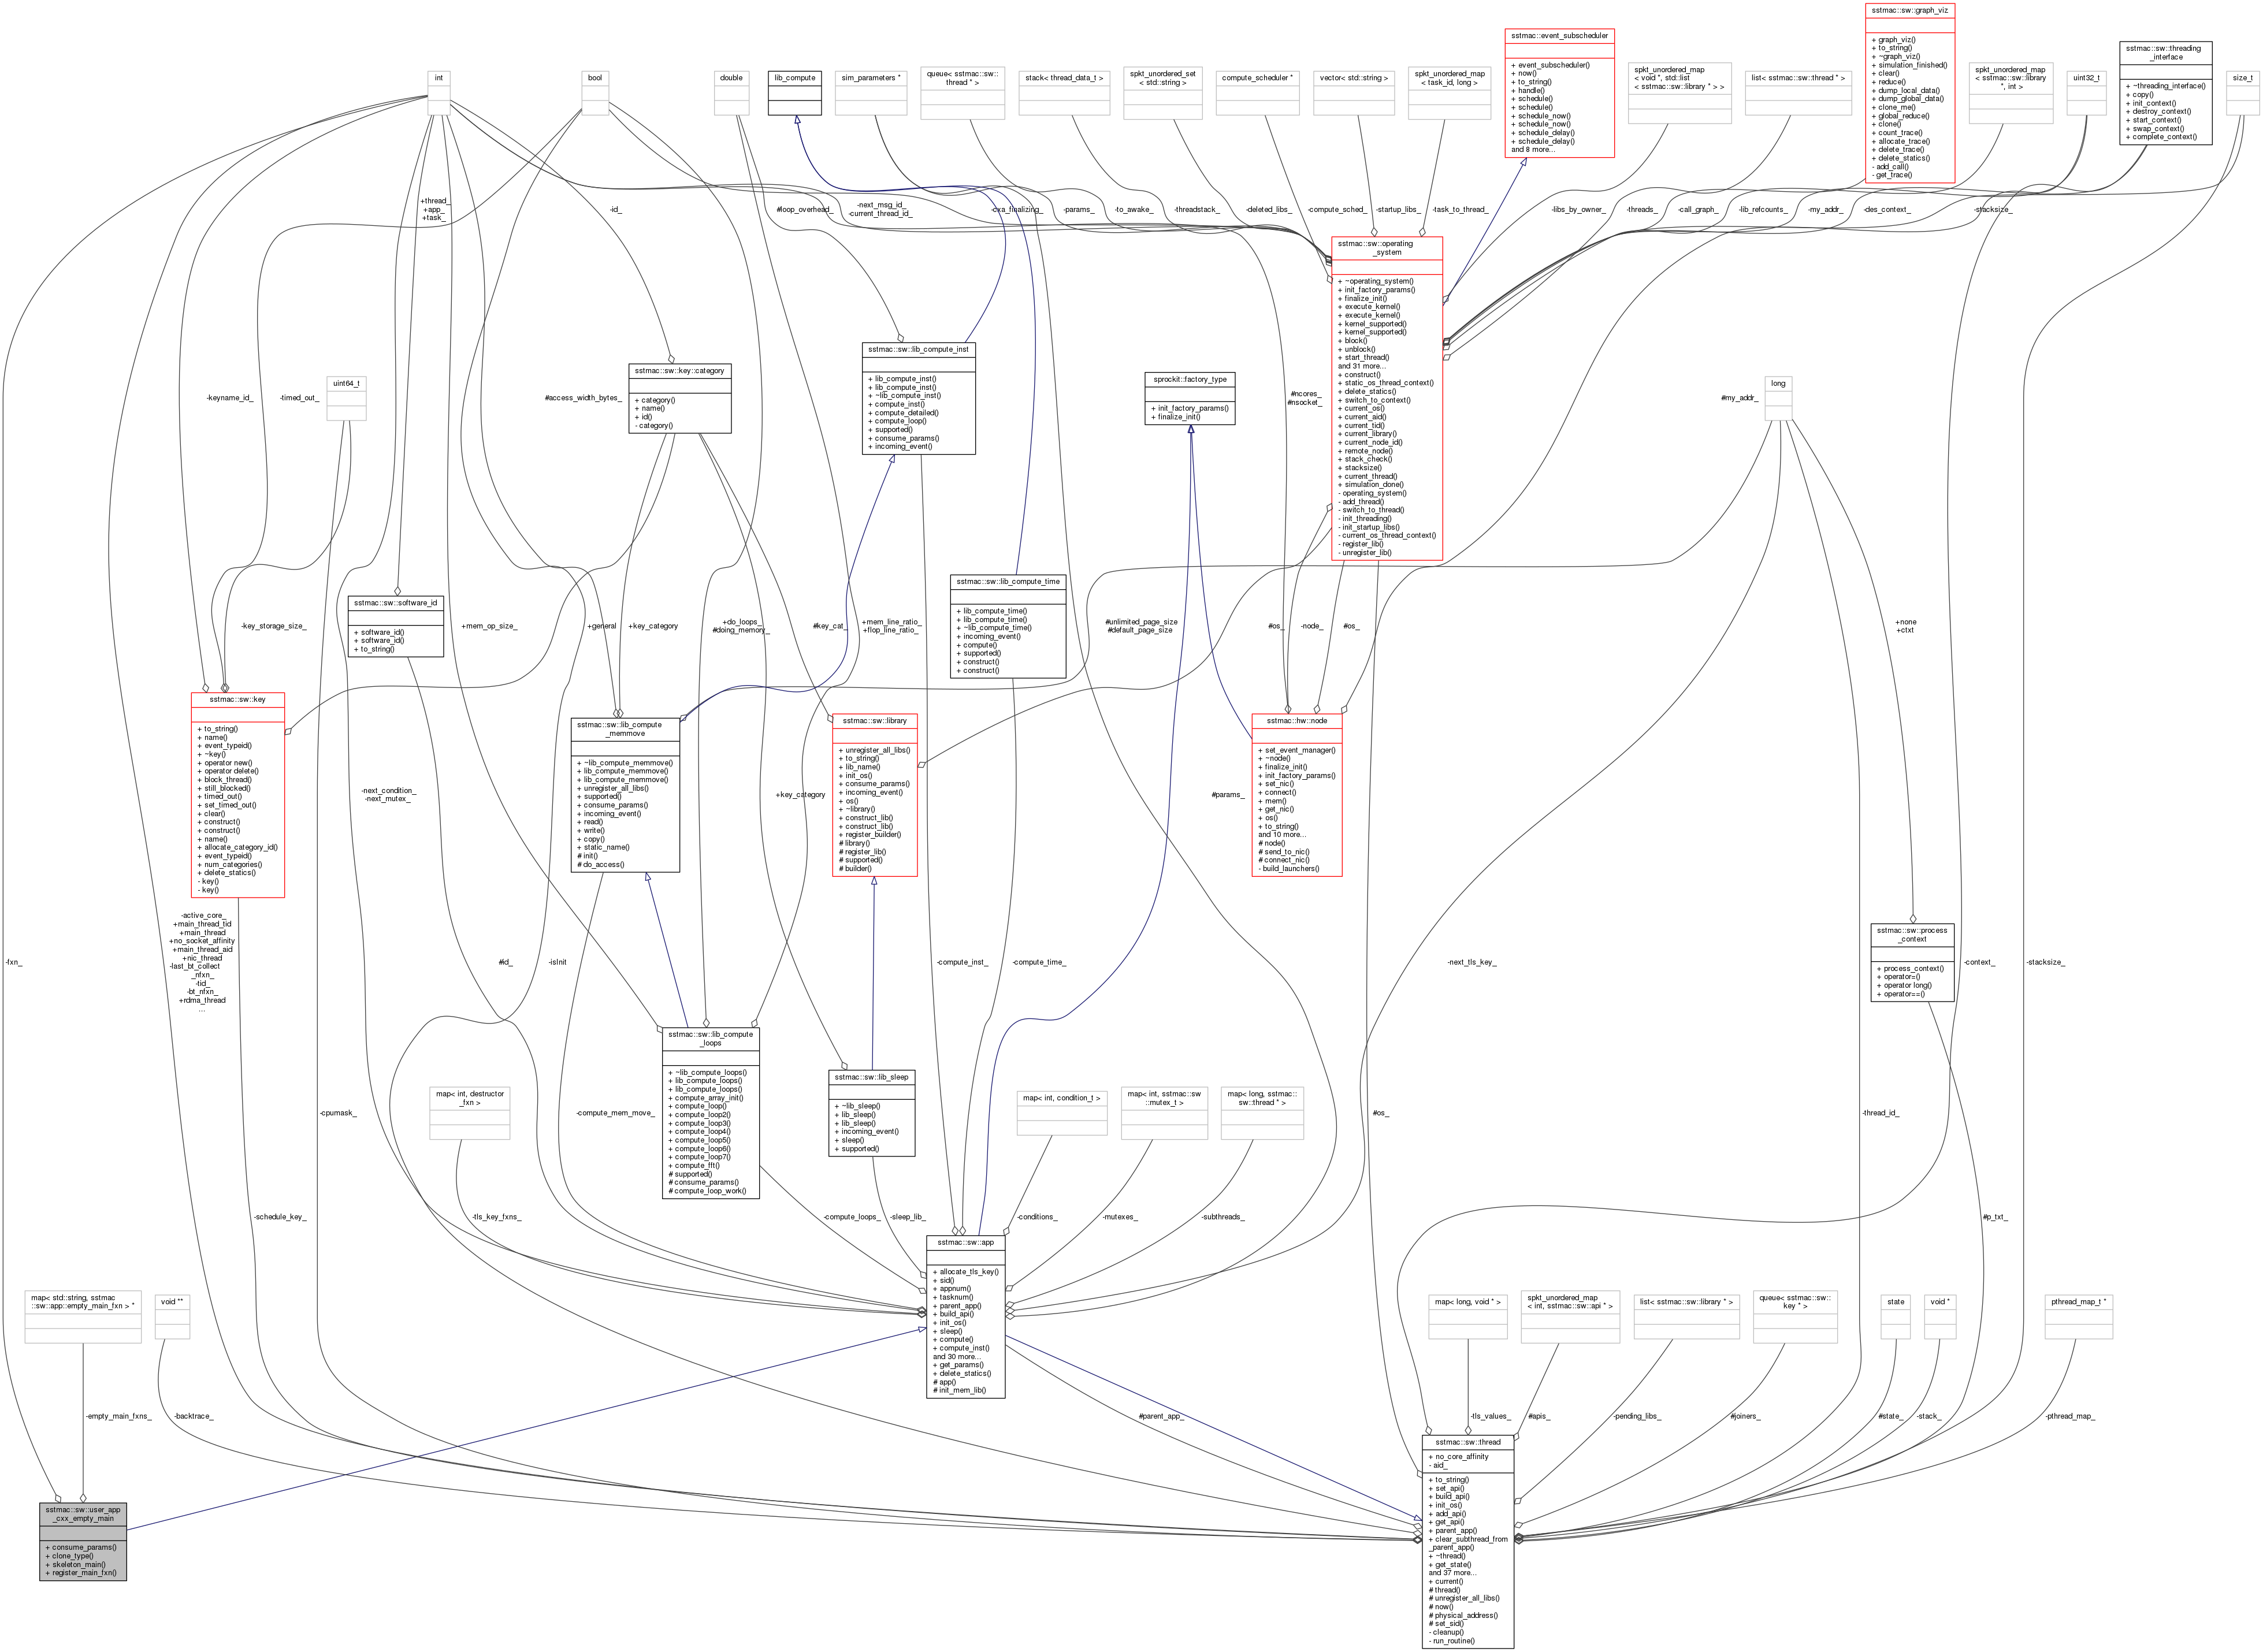 sstmac::sw::graph_viz
+ graph_viz()
+ to_string()
+ ~graph_viz()
+ simulation_finished()
+ clear()
+ reduce()
+ dump_local_data()
+ dump_global_data()
+ clone_me()
+ global_reduce()
+ clone()
+ count_trace()
+ allocate_trace()
+ delete_trace()
+ delete_statics()
- add_call()
- get_trace()
sstmac::event_subscheduler
+ event_subscheduler()
+ now()
+ to_string()
+ handle()
+ schedule()
+ schedule()
+ schedule_now()
+ schedule_now()
+ schedule_delay()
+ schedule_delay()
and 8 more...
sstmac::sw::threading
_interface
+ ~threading_interface()
+ copy()
+ init_context()
+ destroy_context()
+ start_context()
+ swap_context()
+ complete_context()
int
bool
double
lib_compute
sim_parameters *
queue< sstmac::sw::
thread * >
stack< thread_data_t >
spkt_unordered_set
< std::string >
compute_scheduler *
vector< std::string >
spkt_unordered_map
< task_id, long >
spkt_unordered_map
< void *, std::list
< sstmac::sw::library * > >
list< sstmac::sw::thread * >
spkt_unordered_map
< sstmac::sw::library
*, int >
uint32_t
size_t
+thread_
+app_
+task_
-id_
#loop_overhead_
-next_msg_id_
-current_thread_id_
-cxa_finalizing_
-params_
-to_awake_
-threadstack_
-deleted_libs_
-compute_sched_
-startup_libs_
-task_to_thread_
-libs_by_owner_
-threads_
-call_graph_
-lib_refcounts_
-my_addr_
-des_context_
-stacksize_
sstmac::sw::operating
_system
+ ~operating_system()
+ init_factory_params()
+ finalize_init()
+ execute_kernel()
+ execute_kernel()
+ kernel_supported()
+ kernel_supported()
+ block()
+ unblock()
+ start_thread()
and 31 more...
+ construct()
+ static_os_thread_context()
+ delete_statics()
+ switch_to_context()
+ current_os()
+ current_aid()
+ current_tid()
+ current_library()
+ current_node_id()
+ remote_node()
+ stack_check()
+ stacksize()
+ current_thread()
+ simulation_done()
- operating_system()
- add_thread()
- switch_to_thread()
- init_threading()
- init_startup_libs()
- current_os_thread_context()
- register_lib()
- unregister_lib()
sstmac::sw::lib_compute_inst
+ lib_compute_inst()
+ lib_compute_inst()
+ ~lib_compute_inst()
+ compute_inst()
+ compute_detailed()
+ compute_loop()
+ supported()
+ consume_params()
+ incoming_event()
sstmac::sw::key::category
+ category()
+ name()
+ id()
- category()
sprockit::factory_type
+ init_factory_params()
+ finalize_init()
uint64_t
long
-keyname_id_
-timed_out_
#access_width_bytes_
#ncores_
#nsocket_
#my_addr_
sstmac::sw::lib_compute_time
+ lib_compute_time()
+ lib_compute_time()
+ ~lib_compute_time()
+ incoming_event()
+ compute()
+ supported()
+ construct()
+ construct()
sstmac::sw::software_id
+ software_id()
+ software_id()
+ to_string()
-key_storage_size_
+mem_op_size_
+general
+key_category
+do_loops_
#doing_memory_
#key_cat_
+mem_line_ratio_
+flop_line_ratio_
#unlimited_page_size
#default_page_size
#os_
-node_
#os_
+none
+ctxt
sstmac::sw::key
+ to_string()
+ name()
+ event_typeid()
+ ~key()
+ operator new()
+ operator delete()
+ block_thread()
+ still_blocked()
+ timed_out()
+ set_timed_out()
+ clear()
+ construct()
+ construct()
+ name()
+ allocate_category_id()
+ event_typeid()
+ num_categories()
+ delete_statics()
- key()
- key()
sstmac::sw::lib_compute
_memmove
+ ~lib_compute_memmove()
+ lib_compute_memmove()
+ lib_compute_memmove()
+ unregister_all_libs()
+ supported()
+ consume_params()
+ incoming_event()
+ read()
+ write()
+ copy()
+ static_name()
# init()
# do_access()
sstmac::sw::library
+ unregister_all_libs()
+ to_string()
+ lib_name()
+ init_os()
+ consume_params()
+ incoming_event()
+ os()
+ ~library()
+ construct_lib()
+ construct_lib()
+ register_builder()
# library()
# register_lib()
# supported()
# builder()
sstmac::hw::node
+ set_event_manager()
+ ~node()
+ finalize_init()
+ init_factory_params()
+ set_nic()
+ connect()
+ mem()
+ get_nic()
+ os()
+ to_string()
and 10 more...
# node()
# send_to_nic()
# connect_nic()
- build_launchers()
-next_condition_
-next_mutex_
+key_category
#params_
-fxn_
-active_core_
+main_thread_tid
+main_thread
+no_socket_affinity
+main_thread_aid
+nic_thread
-last_bt_collect
_nfxn_
-tid_
-bt_nfxn_
+rdma_thread
...
#id_
-isInit
-compute_inst_
-compute_time_
-next_tls_key_
-context_
-stacksize_
sstmac::sw::process
_context
+ process_context()
+ operator=()
+ operator long()
+ operator==()
sstmac::sw::lib_compute
_loops
+ ~lib_compute_loops()
+ lib_compute_loops()
+ lib_compute_loops()
+ compute_array_init()
+ compute_loop()
+ compute_loop2()
+ compute_loop3()
+ compute_loop4()
+ compute_loop5()
+ compute_loop6()
+ compute_loop7()
+ compute_fft()
# supported()
# consume_params()
# compute_loop_work()
sstmac::sw::lib_sleep
+ ~lib_sleep()
+ lib_sleep()
+ lib_sleep()
+ incoming_event()
+ sleep()
+ supported()
map< int, destructor
_fxn >
map< int, condition_t >
map< int, sstmac::sw
::mutex_t >
map< long, sstmac::
sw::thread * >
-cpumask_
-compute_mem_move_
#os_
-thread_id_
-schedule_key_
-tls_key_fxns_
-compute_loops_
-sleep_lib_
-conditions_
-mutexes_
-subthreads_
#p_txt_
sstmac::sw::app
+ allocate_tls_key()
+ sid()
+ appnum()
+ tasknum()
+ parent_app()
+ build_api()
+ init_os()
+ sleep()
+ compute()
+ compute_inst()
and 30 more...
+ get_params()
+ delete_statics()
# app()
# init_mem_lib()
map< std::string, sstmac
::sw::app::empty_main_fxn > *
void **
map< long, void * >
spkt_unordered_map
< int, sstmac::sw::api * >
list< sstmac::sw::library * >
queue< sstmac::sw::
key * >
state
void *
pthread_map_t *
-empty_main_fxns_
-backtrace_
#parent_app_
-tls_values_
#apis_
-pending_libs_
#joiners_
#state_
-stack_
-pthread_map_
sstmac::sw::user_app
_cxx_empty_main
+ consume_params()
+ clone_type()
+ skeleton_main()
+ register_main_fxn()
sstmac::sw::thread
+ no_core_affinity
- aid_
+ to_string()
+ set_api()
+ build_api()
+ init_os()
+ add_api()
+ get_api()
+ parent_app()
+ clear_subthread_from
_parent_app()
+ ~thread()
+ get_state()
and 37 more...
+ current()
# thread()
# unregister_all_libs()
# now()
# physical_address()
# set_sid()
- cleanup()
- run_routine()